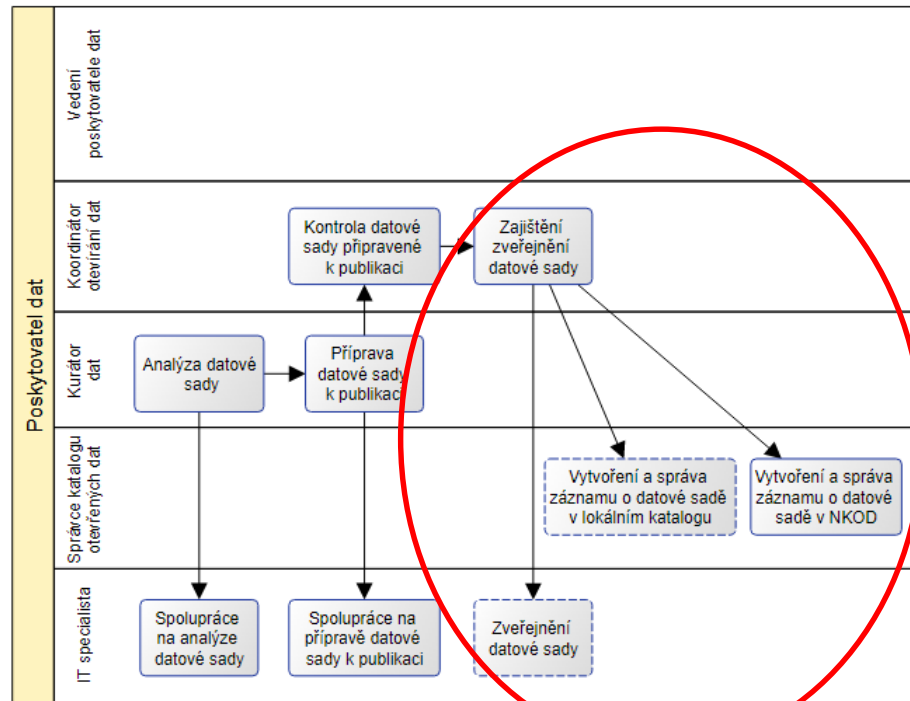 Poskytovatel dat
Vedení
poskytovatele dat
Koordinátor
otevírání dat
Kontrola datové
sady připravené
k publikaci
Zajištění
zveřejnění
datové sady
Kurátor
dat
Analýza datové
sady
Příprava
datové sady
k publikaci
Správce katalogu
otevřených dat
Vytvoření a správa
záznamu o datové sadě
v lokálním katalogu
Vytvoření a správa
záznamu o datové
sadě v NKOD
IT specialista
Spolupráce
na analýze
datové sady
Spolupráce na
přípravě datové
sady k publikaci
Zveřejnění
datové sady